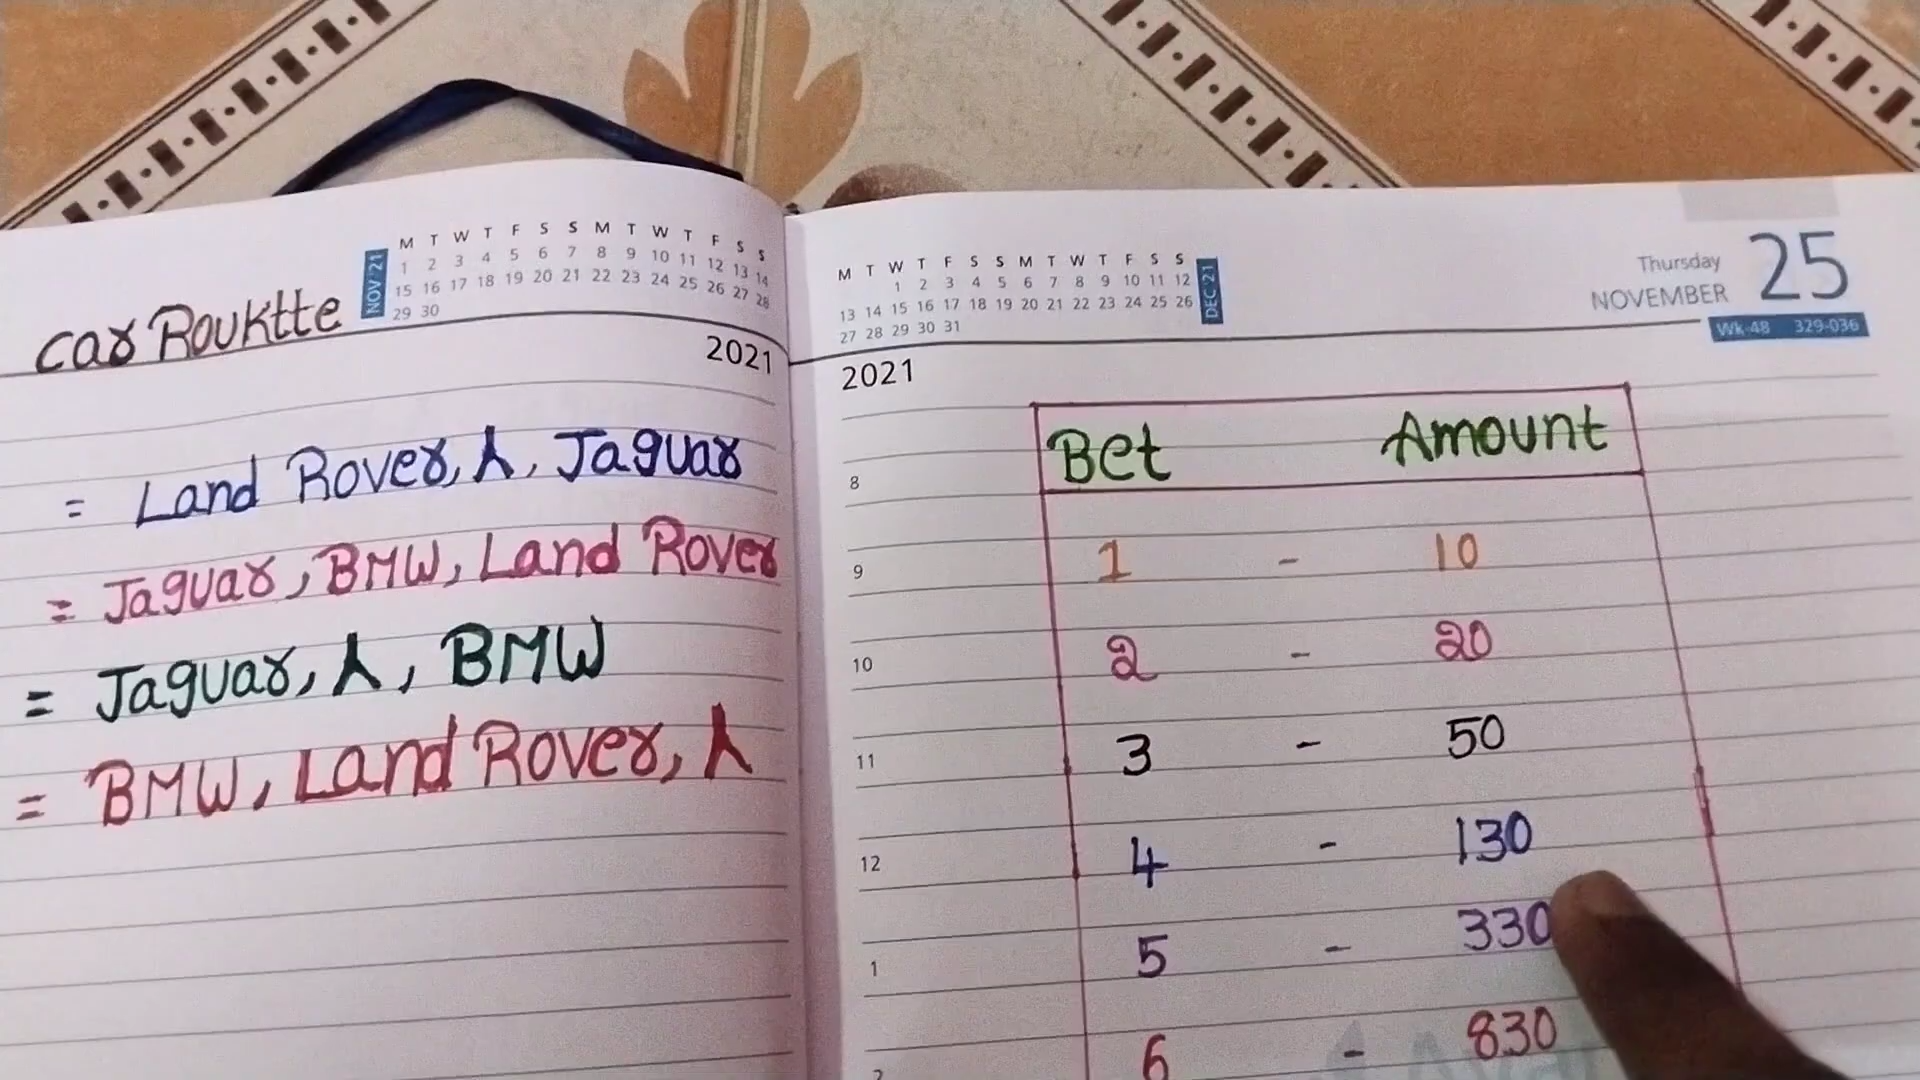 car Rouktte
NOV '21
M T W T F S S M T W T F S S
1 2 3 4 5 6 7 8 9 10 11 12 13 14
15 16 17 18 19 20 21 22 23 24 25 26 27 28
29 30
2021
= Land Rover, λ, Jaguar
= Jaguar, BMW, Land Rover
= Jaguar, λ, BMW
= BMW, Land Rover, λ
M T W T F S S M T W T F S S
1 2 3 4 5 6 7 8 9 10 11 12
13 14 15 16 17 18 19 20 21 22 23 24 25 26
27 28 29 30 31
DEC '21
Thursday
NOVEMBER
25
Wk-48 329-036
2021
Bet Amount
8
9
1 - 10
10
2 - 20
11
3 - 50
12
4 - 130
1
5 - 330
2
6 - 830